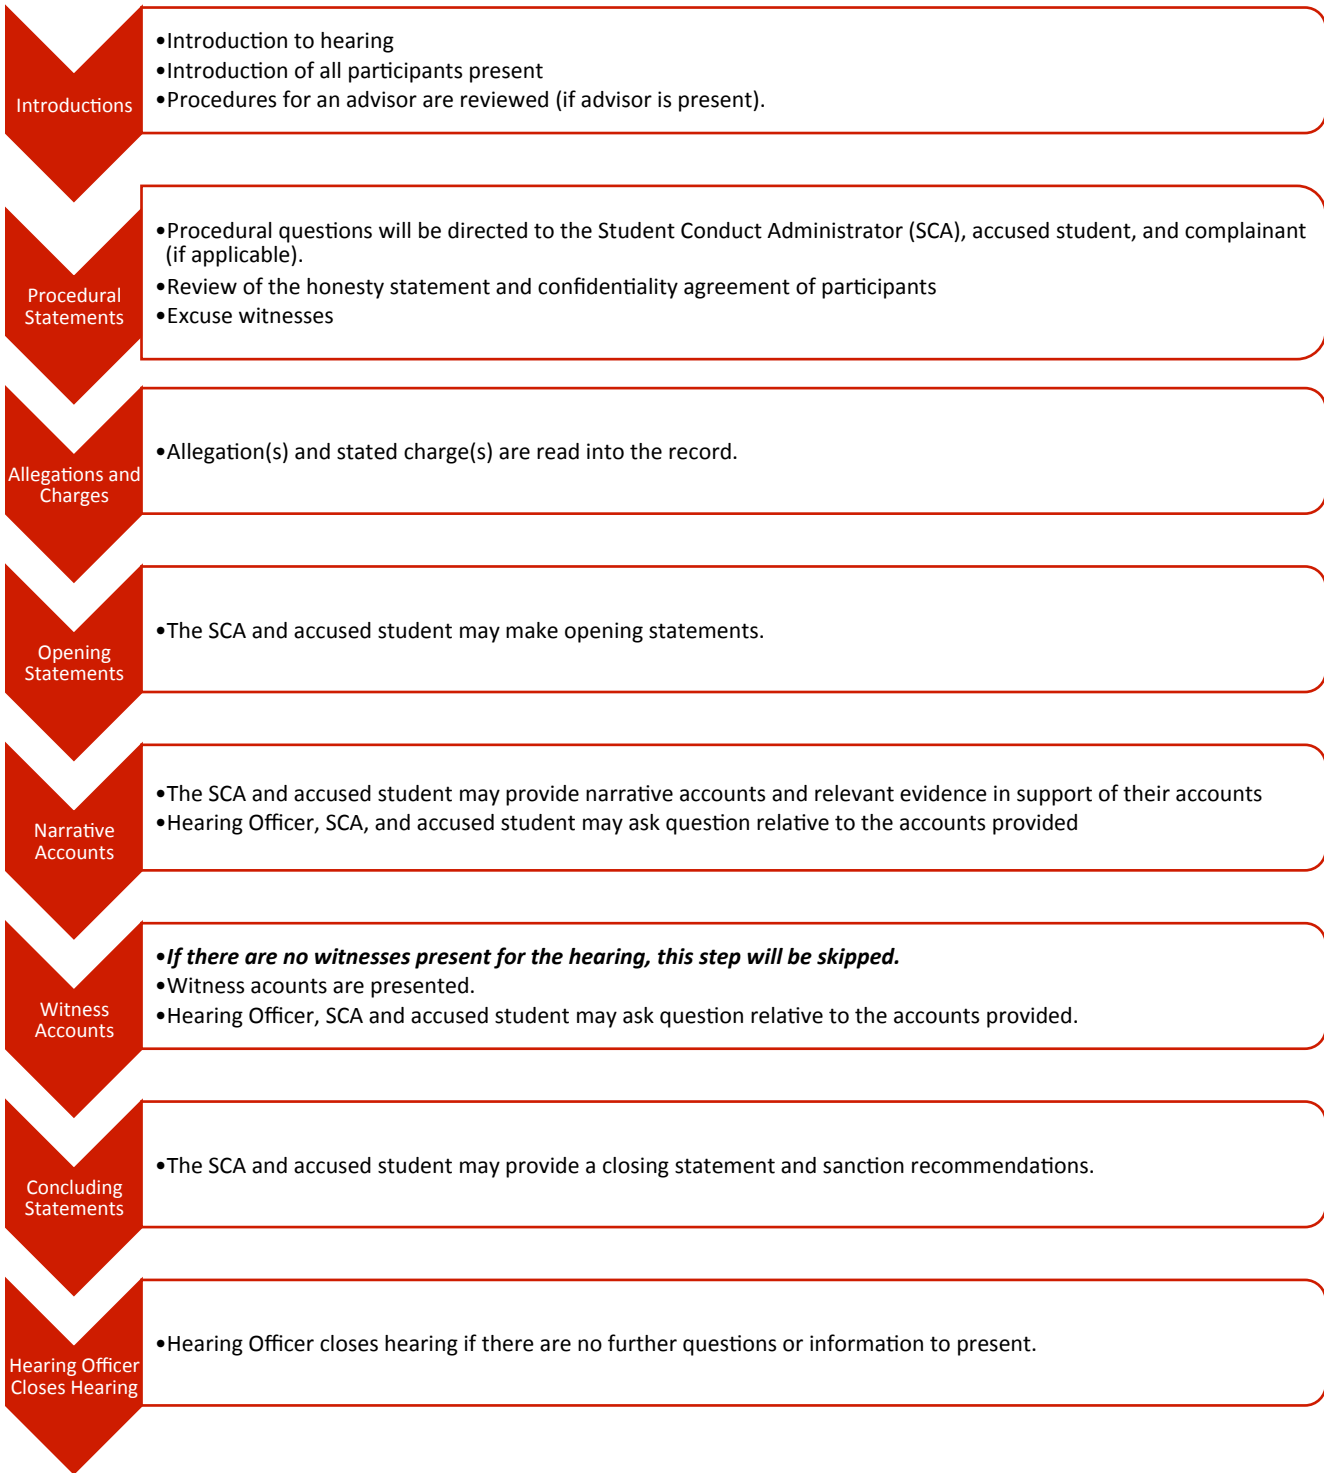 Introductions
•Introduction to hearing
•Introduction of all participants present
•Procedures for an advisor are reviewed (if advisor is present).
Procedural
Statements
•Procedural questions will be directed to the Student Conduct Administrator (SCA), accused student, and complainant
(if applicable).
•Review of the honesty statement and confidentiality agreement of participants
•Excuse witnesses
Allegations and
Charges
•Allegation(s) and stated charge(s) are read into the record.
Opening
Statements
•The SCA and accused student may make opening statements.
Narrative
Accounts
•The SCA and accused student may provide narrative accounts and relevant evidence in support of their accounts
•Hearing Officer, SCA, and accused student may ask question relative to the accounts provided
Witness
Accounts
•If there are no witnesses present for the hearing, this step will be skipped.
•Witness acounts are presented.
•Hearing Officer, SCA and accused student may ask question relative to the accounts provided.
Concluding
Statements
•The SCA and accused student may provide a closing statement and sanction recommendations.
Hearing Officer
Closes Hearing
•Hearing Officer closes hearing if there are no further questions or information to present.